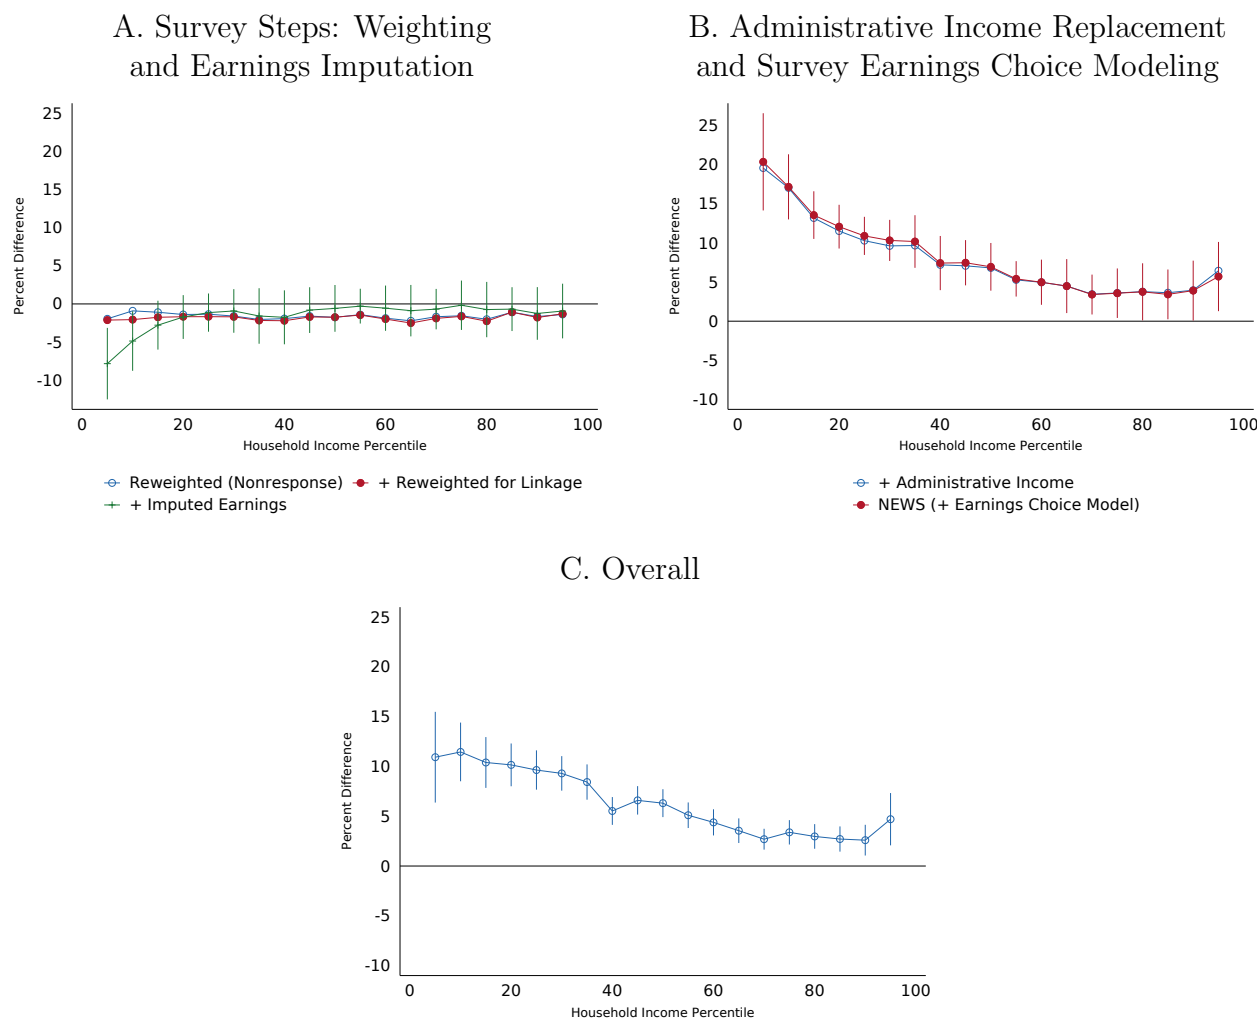 A. Survey Steps: Weighting
and Earnings Imputation
25
20
15
10
5
0
-5
-10
Percent Difference
0 20 40 60 80 100
Household Income Percentile
Reweighted (Nonresponse) + Reweighted for Linkage
+ Imputed Earnings
B. Administrative Income Replacement
and Survey Earnings Choice Modeling
25
20
15
10
5
0
-5
-10
Percent Difference
0 20 40 60 80 100
Household Income Percentile
+ Administrative Income
NEWS (+ Earnings Choice Model)
C. Overall
25
20
15
10
5
0
-5
-10
Percent Difference
0 20 40 60 80 100
Household Income Percentile